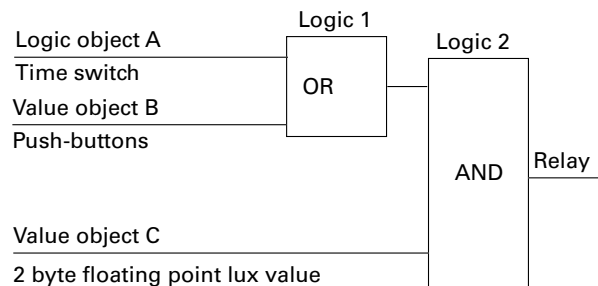 Logic 1
Logic object A
Logic 2
Time switch
OR
Value object B
Push-buttons
AND
Relay
Value object C
2 byte floating point lux value